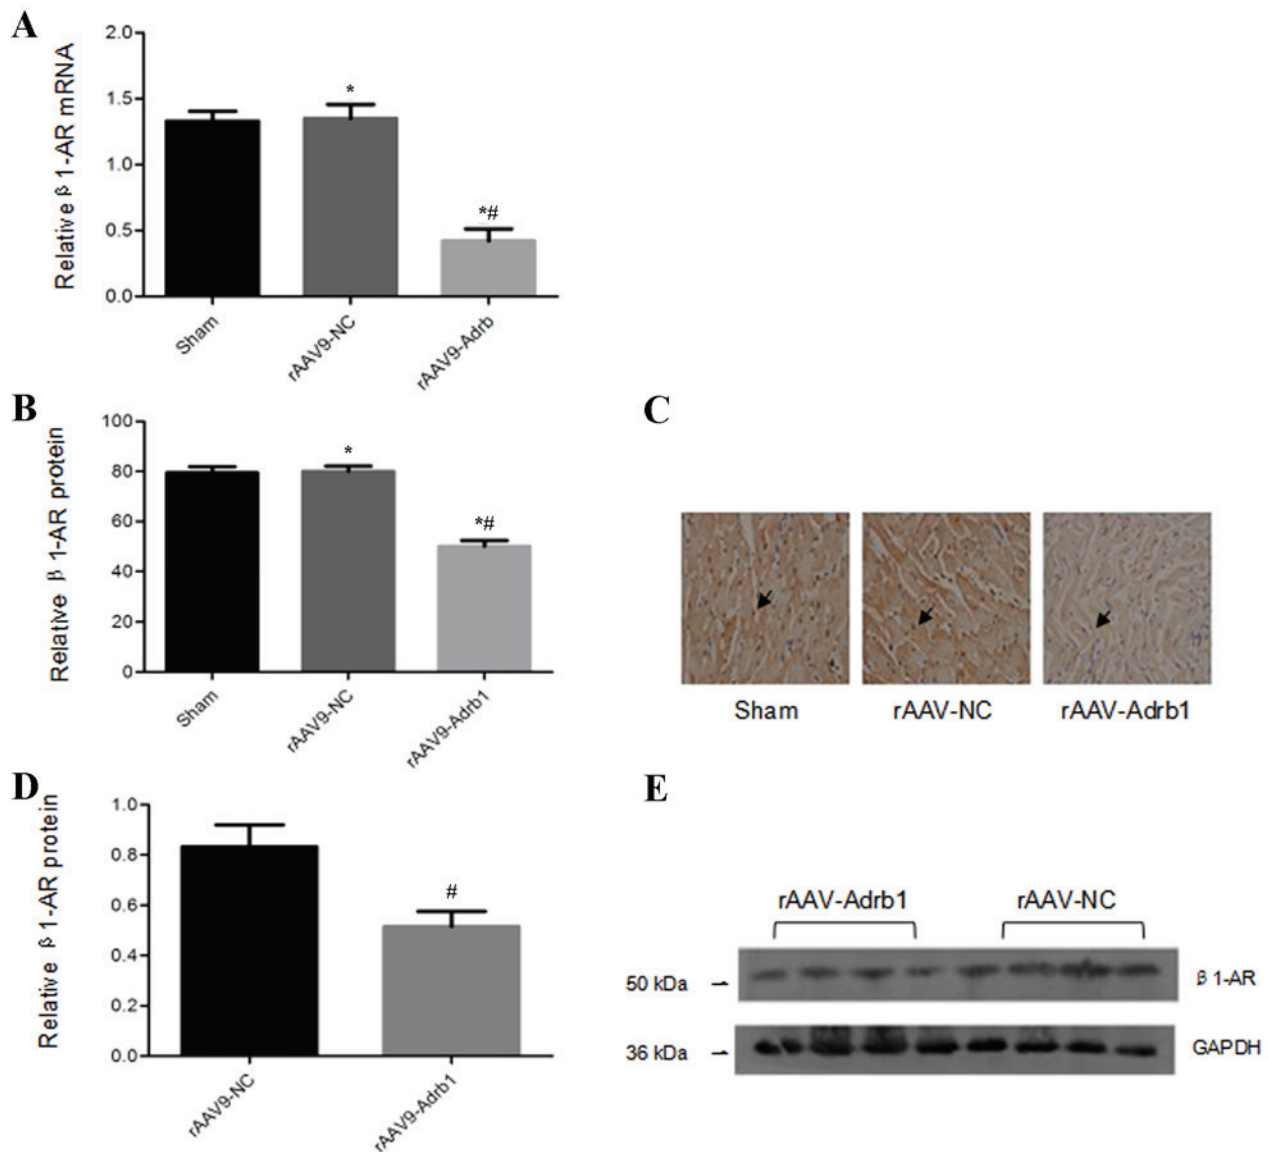 A
Relative β 1-AR mRNA
2.0
1.5
1.0
0.5
0.0
*
*#
Sham
rAAV9-NC
rAAV9-Adrb
B
Relative β 1-AR protein
100
80
60
40
20
0
*
*#
Sham
rAAV9-NC
rAAV9-Adrb1
C
Sham
rAAV-NC
rAAV-Adrb1
D
Relative β 1-AR protein
1.0
0.8
0.6
0.4
0.2
0.0
#
rAAV9-NC
rAAV9-Adrb1
E
rAAV-Adrb1
rAAV-NC
50 kDa
β 1-AR
36 kDa
GAPDH